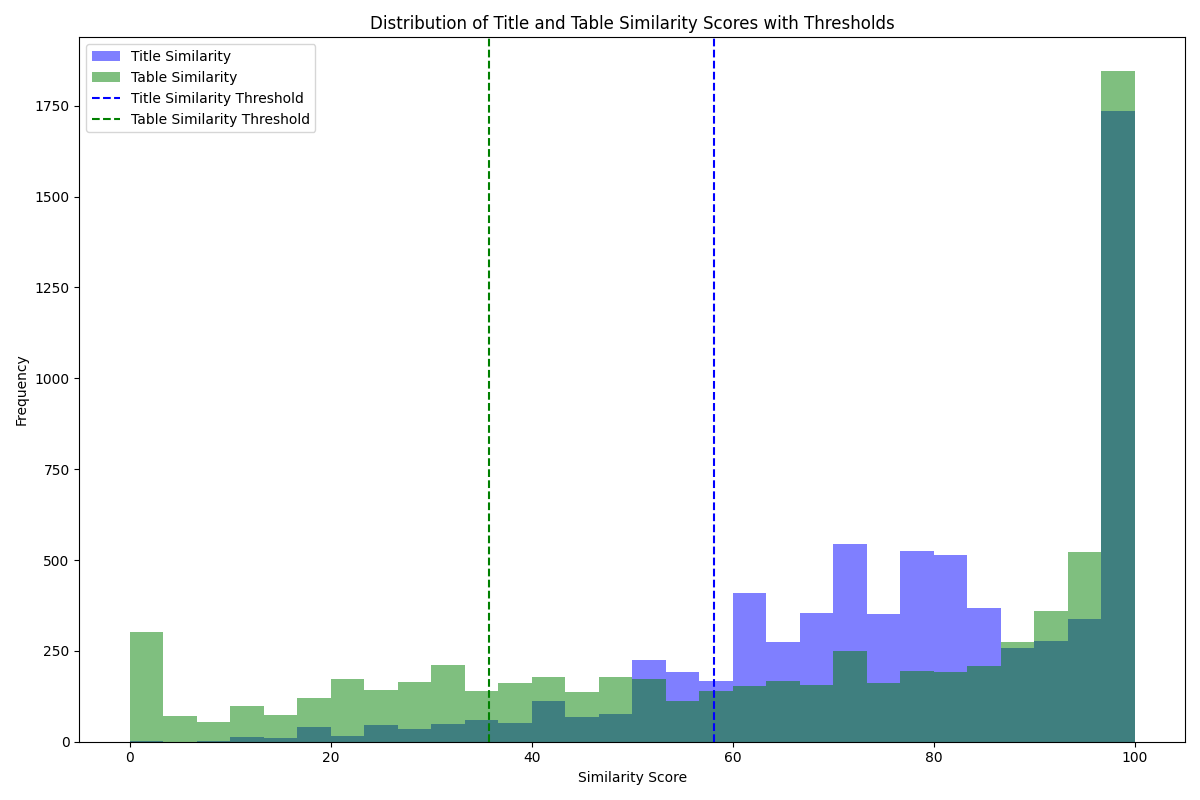 Distribution of Title and Table Similarity Scores with Thresholds
Title Similarity
Table Similarity
Title Similarity Threshold
Table Similarity Threshold
1750
1500
1250
1000
750
500
250
0
Frequency
0 20 40 60 80 100
Similarity Score